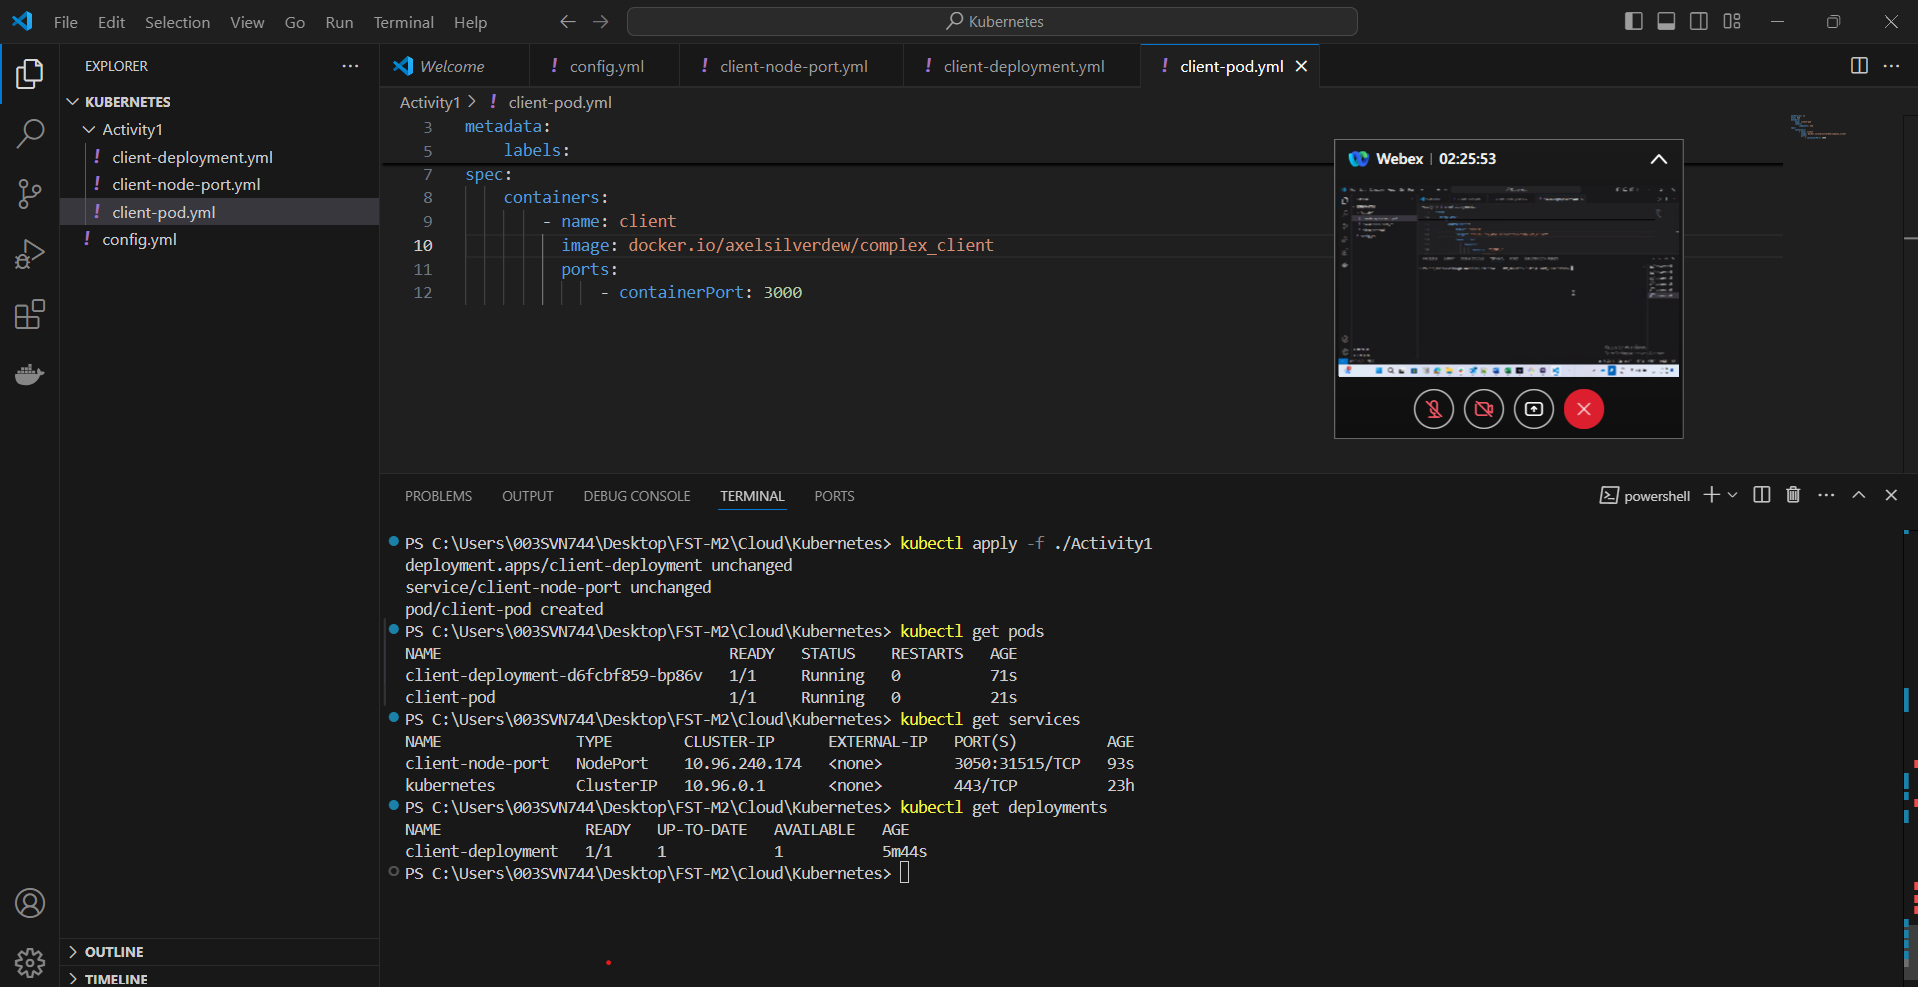 File Edit Selection View Go Run Terminal Help
Kubernetes
EXPLORER
KUBERNETES
Activity1
client-deployment.yml
client-node-port.yml
client-pod.yml
config.yml
OUTLINE
TIMELINE
Welcome
config.yml
client-node-port.yml
client-deployment.yml
client-pod.yml
Activity1 > client-pod.yml
3 metadata:
5 labels:
7 spec:
8 containers:
9 - name: client
10 image: docker.io/axelsilverdew/complex_client
11 ports:
12 - containerPort: 3000
Webex | 02:25:53
PROBLEMS OUTPUT DEBUG CONSOLE TERMINAL PORTS
powershell
PS C:\Users\003SVN744\Desktop\FST-M2\Cloud\Kubernetes> kubectl apply -f ./Activity1
deployment.apps/client-deployment unchanged
service/client-node-port unchanged
pod/client-pod created
PS C:\Users\003SVN744\Desktop\FST-M2\Cloud\Kubernetes> kubectl get pods
NAME READY STATUS RESTARTS AGE
client-deployment-d6fcbf859-bp86v 1/1 Running 0 71s
client-pod 1/1 Running 0 21s
PS C:\Users\003SVN744\Desktop\FST-M2\Cloud\Kubernetes> kubectl get services
NAME TYPE CLUSTER-IP EXTERNAL-IP PORT(S) AGE
client-node-port NodePort 10.96.240.174 <none> 3050:31515/TCP 93s
kubernetes ClusterIP 10.96.0.1 <none> 443/TCP 23h
PS C:\Users\003SVN744\Desktop\FST-M2\Cloud\Kubernetes> kubectl get deployments
NAME READY UP-TO-DATE AVAILABLE AGE
client-deployment 1/1 1 1 5m44s
PS C:\Users\003SVN744\Desktop\FST-M2\Cloud\Kubernetes>